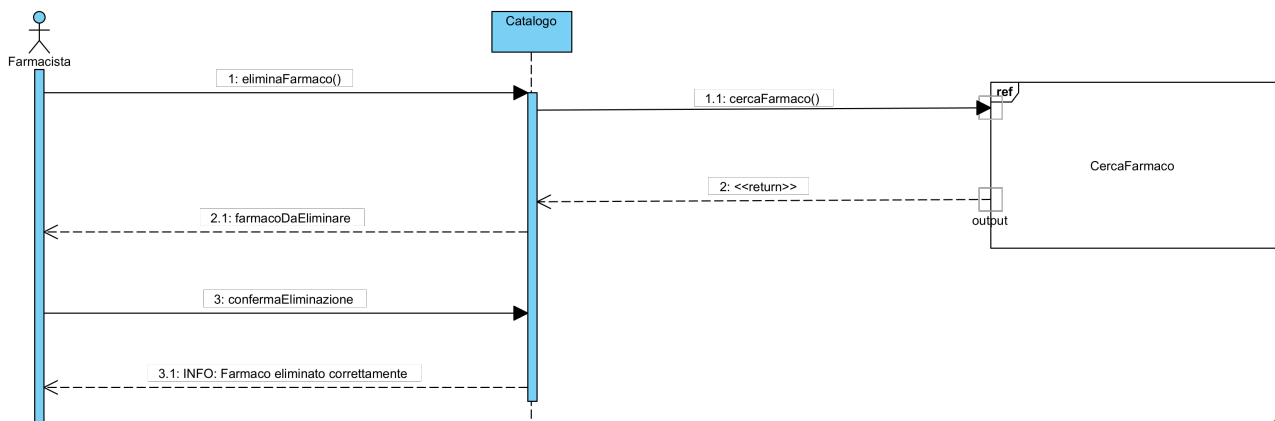 Catalogo
Farmacista
1: eliminaFarmaco()
ref
1.1: cercaFarmaco()
CercaFarmaco
2: <<return>>
2.1: farmacoDaEliminare
output
3: confermaEliminazione
3.1: INFO: Farmaco eliminato correttamente